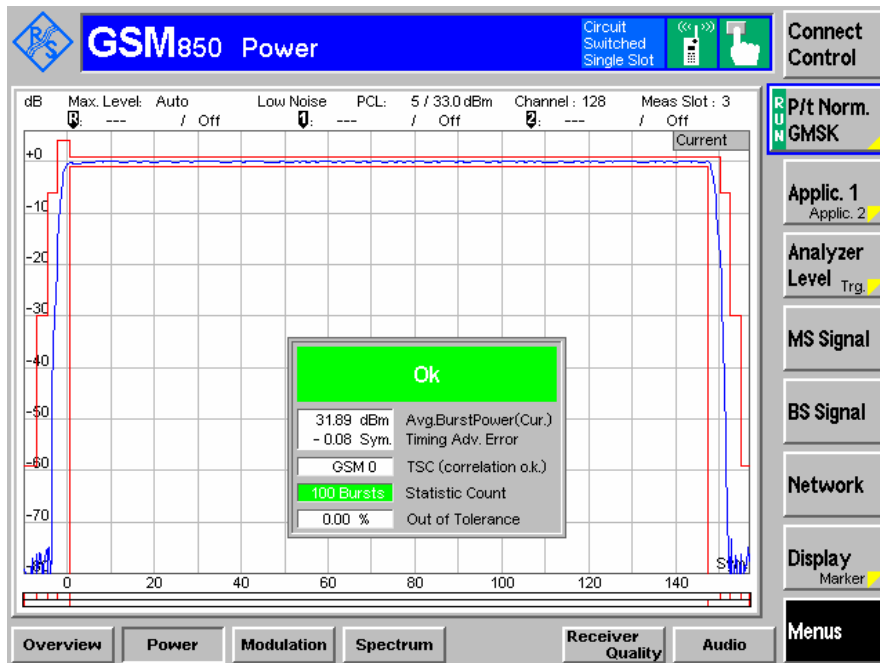 R&S
GSM850 Power
Circuit
Switched
Single Slot
Connect
Control
dB Max. Level: Auto Low Noise PCL: 5 / 33.0 dBm Channel : 128 Meas Slot : 3
R: --- / Off 1: --- / Off 2: --- / Off
Current
RUN
P/t Norm.
GMSK
Applic. 1
Applic. 2
Analyzer
Level Trg.
MS Signal
BS Signal
Network
Display
Marker
Menus
+0
-10
-20
-30
-40
-50
-60
-70
Ok
31.89 dBm Avg.BurstPower(Cur.)
- 0.08 Sym. Timing Adv. Error
GSM 0 TSC (correlation o.k.)
100 Bursts Statistic Count
0.00 % Out of Tolerance
0 20 40 60 80 100 120 140
Overview Power Modulation Spectrum Receiver Quality Audio